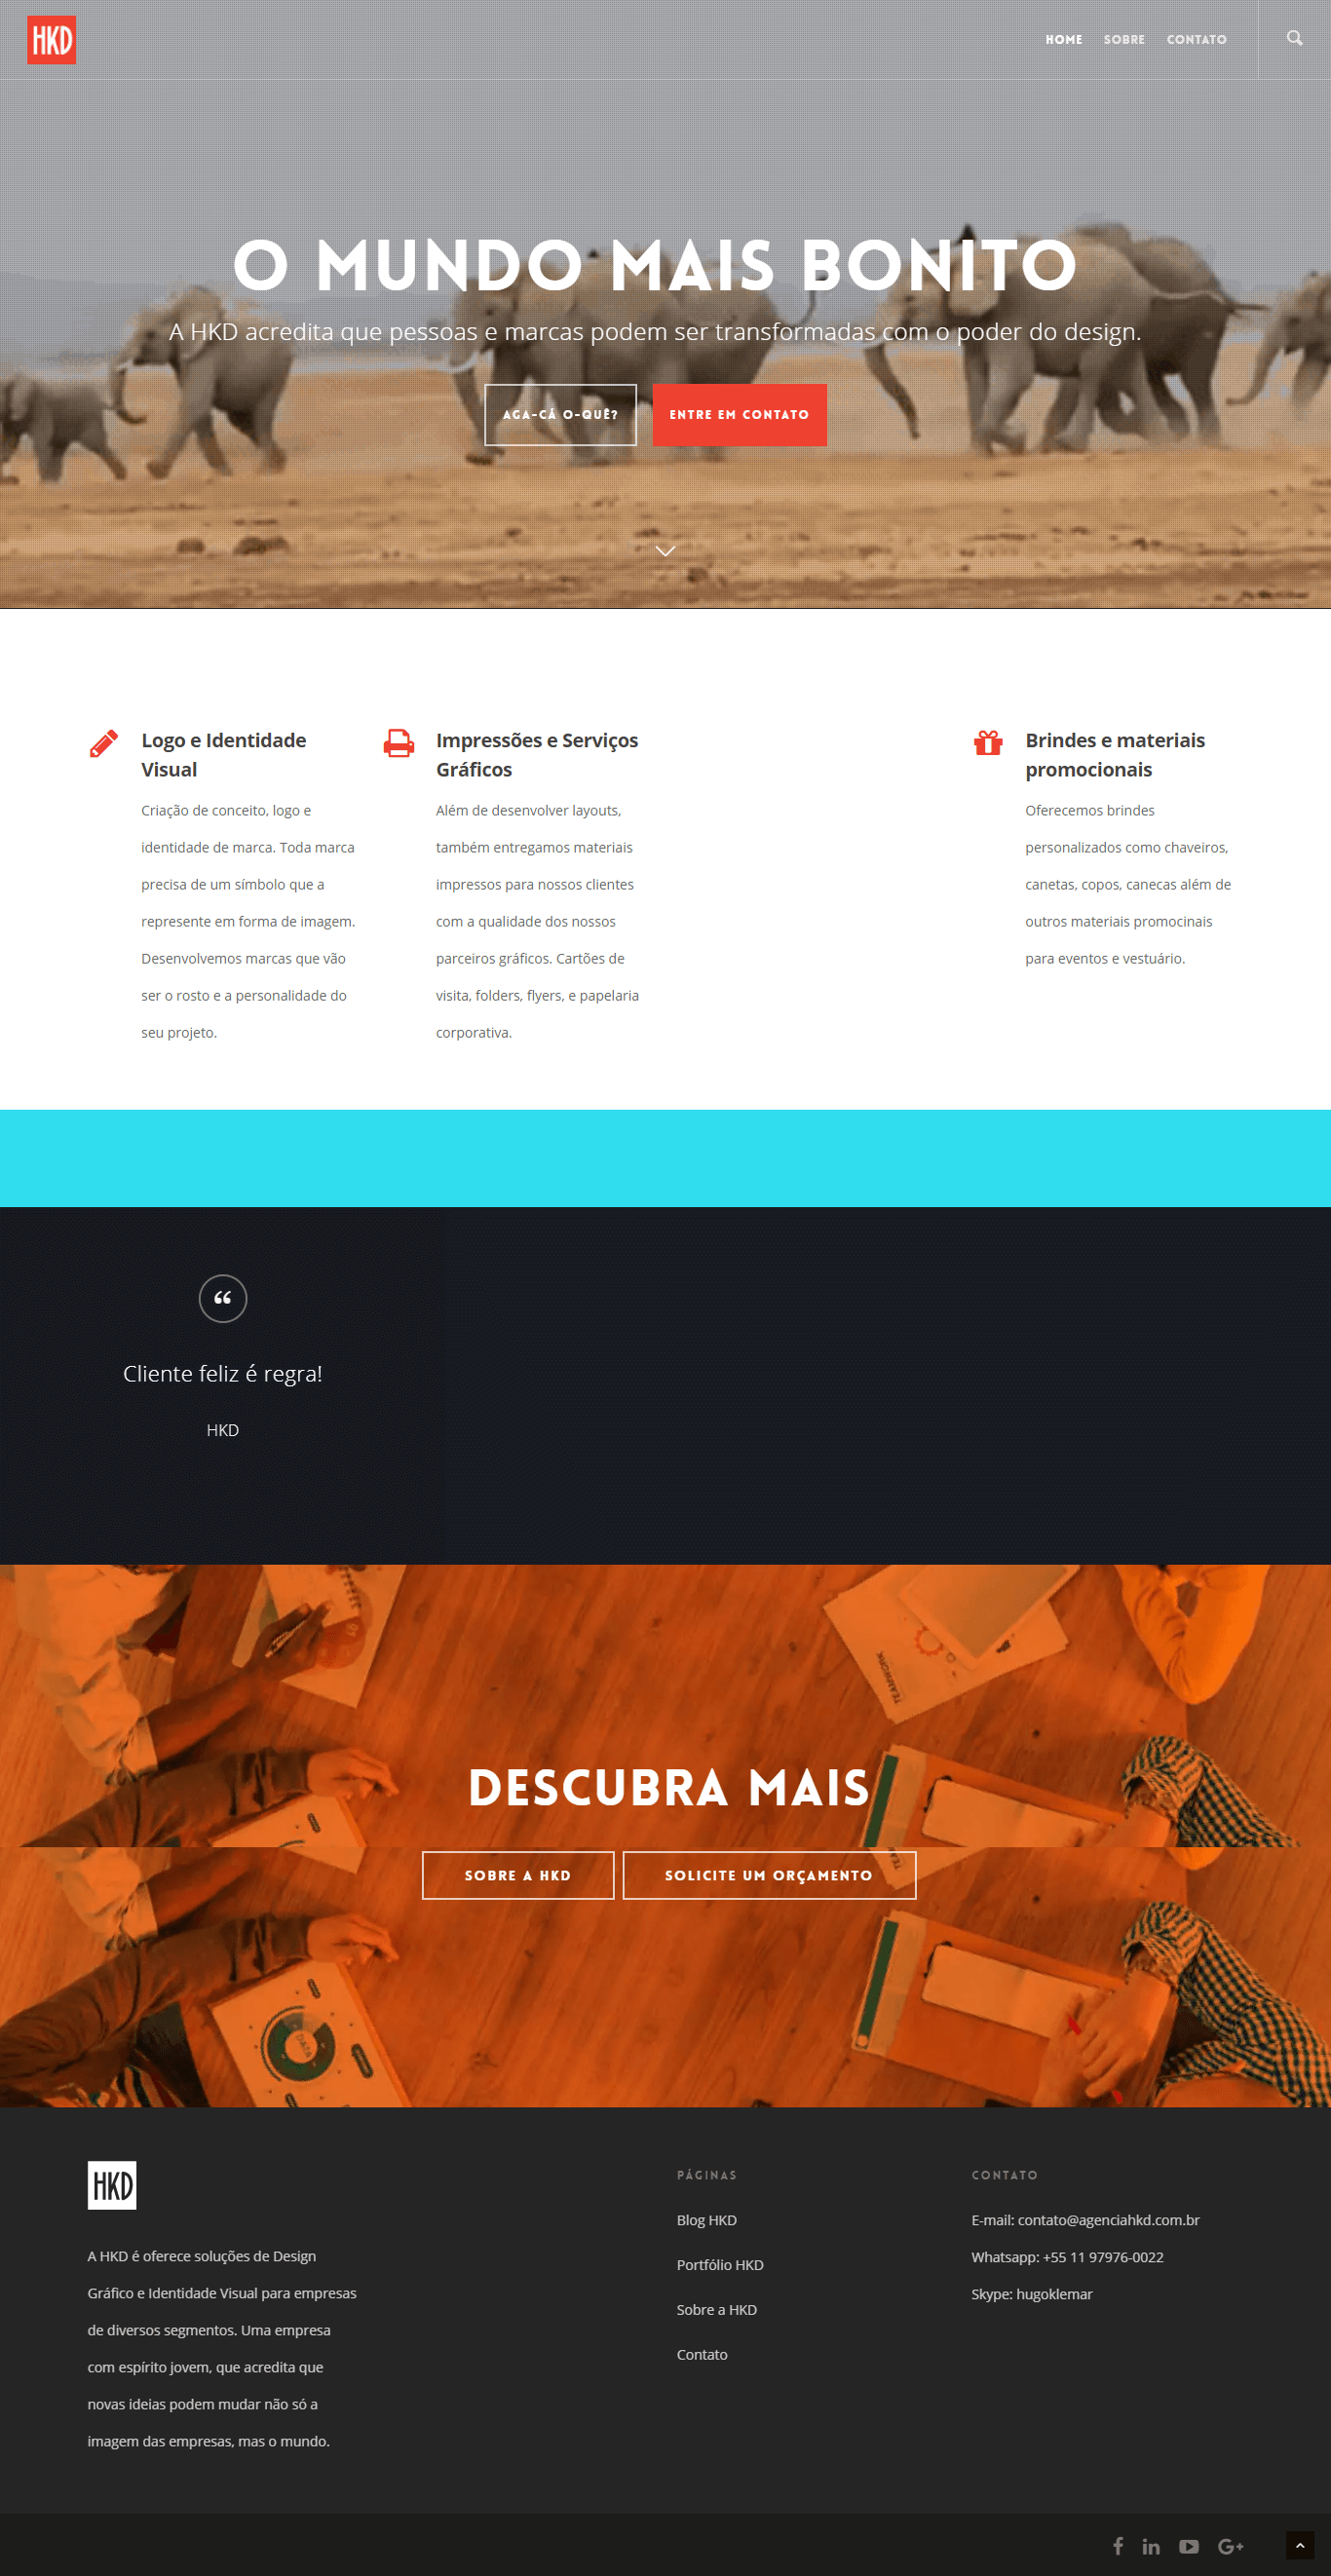 HKD
HOME SOBRE CONTATO
O MUNDO MAIS BONITO
A HKD acredita que pessoas e marcas podem ser transformadas com o poder do design.
AGA-CÁ O-QUÊ? ENTRE EM CONTATO
Logo e Identidade
Visual
Criação de conceito, logo e
identidade de marca. Toda marca
precisa de um símbolo que a
represente em forma de imagem.
Desenvolvemos marcas que vão
ser o rosto e a personalidade do
seu projeto.
Impressões e Serviços
Gráficos
Além de desenvolver layouts,
também entregamos materiais
impressos para nossos clientes
com a qualidade dos nossos
parceiros gráficos. Cartões de
visita, folders, flyers, e papelaria
corporativa.
Brindes e materiais
promocionais
Oferecemos brindes
personalizados como chaveiros,
canetas, copos, canecas além de
outros materiais promocinais
para eventos e vestuário.
Cliente feliz é regra!
HKD
TEAMWORK
DESCUBRA MAIS
SOBRE A HKD SOLICITE UM ORÇAMENTO
DATA
HKD
A HKD é oferece soluções de Design
Gráfico e Identidade Visual para empresas
de diversos segmentos. Uma empresa
com espírito jovem, que acredita que
novas ideias podem mudar não só a
imagem das empresas, mas o mundo.
PÁGINAS
Blog HKD
Portfólio HKD
Sobre a HKD
Contato
CONTATO
E-mail: contato@agenciahkd.com.br
Whatsapp: +55 11 97976-0022
Skype: hugoklemar